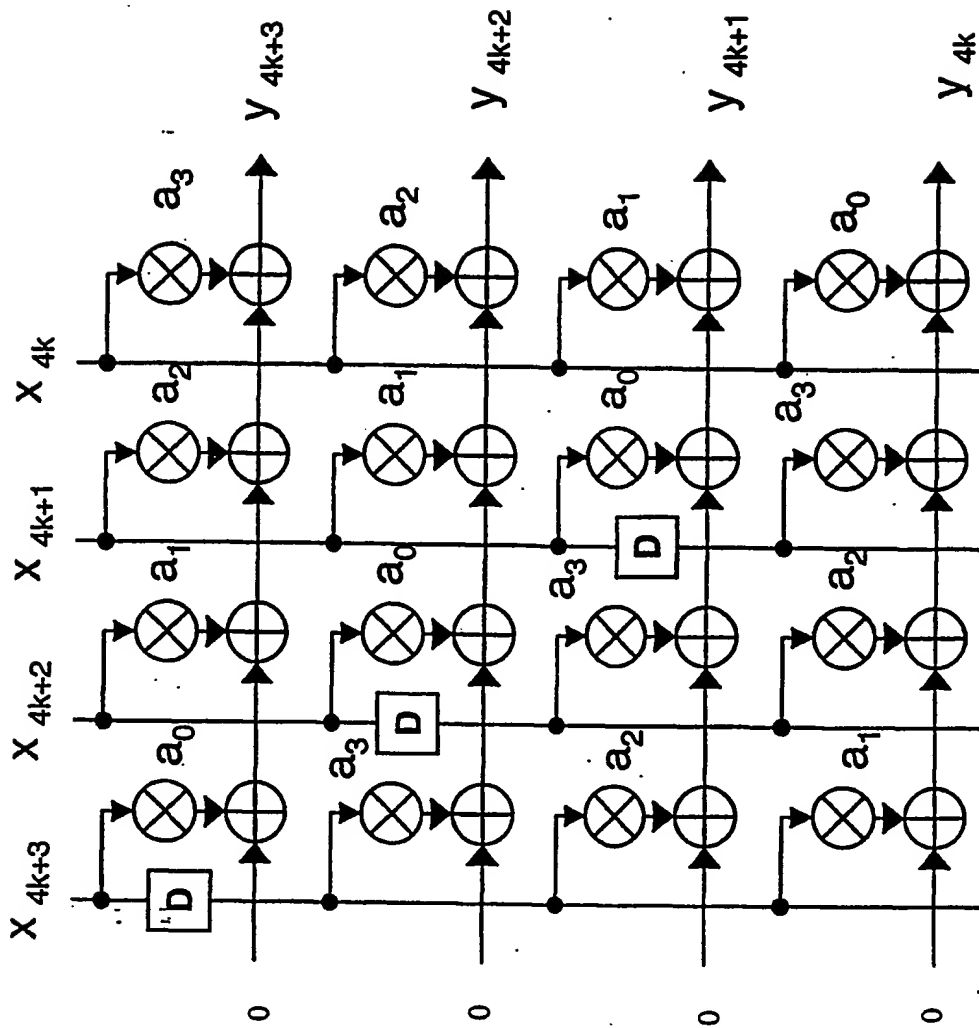 x 4k+3 x 4k+2 x 4k+1 x 4k
a0 a1 a2 a3
0 D y 4k+3
a3 a0 a1 a2
0 D y 4k+2
a2 a3 a0 a1
0 D y 4k+1
a1 a2 a3 a0
0 y 4k